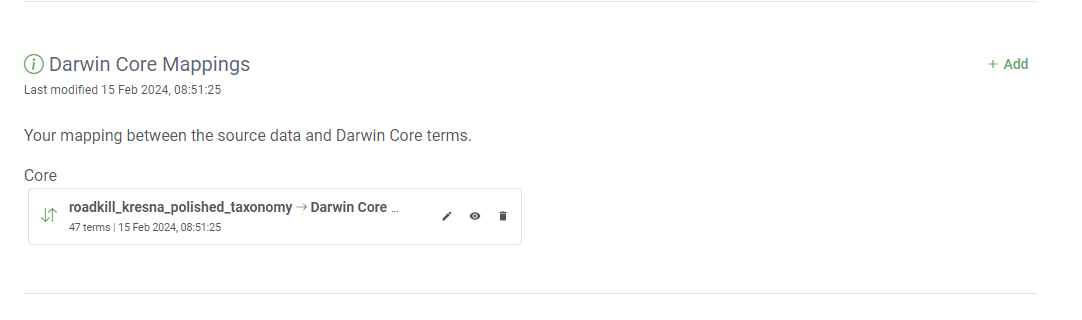 Darwin Core Mappings
+ Add
Last modified 15 Feb 2024, 08:51:25
Your mapping between the source data and Darwin Core terms.
Core
roadkill_kresna_polished_taxonomy → Darwin Core ...
47 terms | 15 Feb 2024, 08:51:25